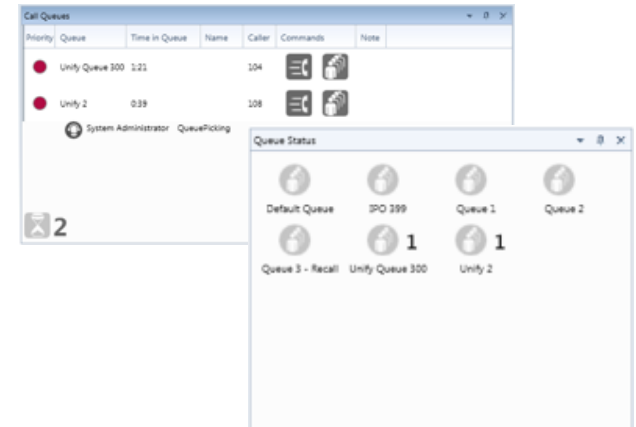 Call Queues
Priority Queue Time in Queue Name Caller Commands Note
Unify Queue 300 1:21 104
Unify 2 0:39 108
System Administrator QueuePicking
2
Queue Status
Default Queue IPO 399 Queue 1 Queue 2
1 1
Queue 3 - Recall Unify Queue 300 Unify 2